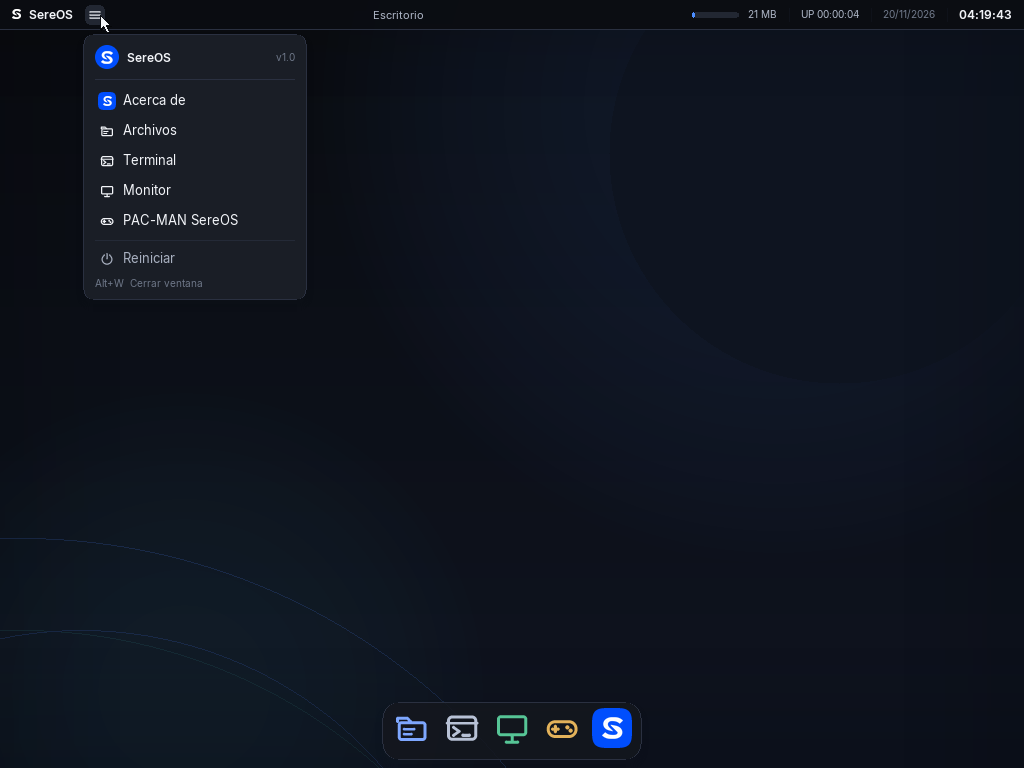 SereOS
Escritorio
21 MB
UP 00:00:04
20/11/2026
04:19:43
SereOS
v1.0
Acerca de
Archivos
Terminal
Monitor
PAC-MAN SereOS
Reiniciar
Alt+W Cerrar ventana